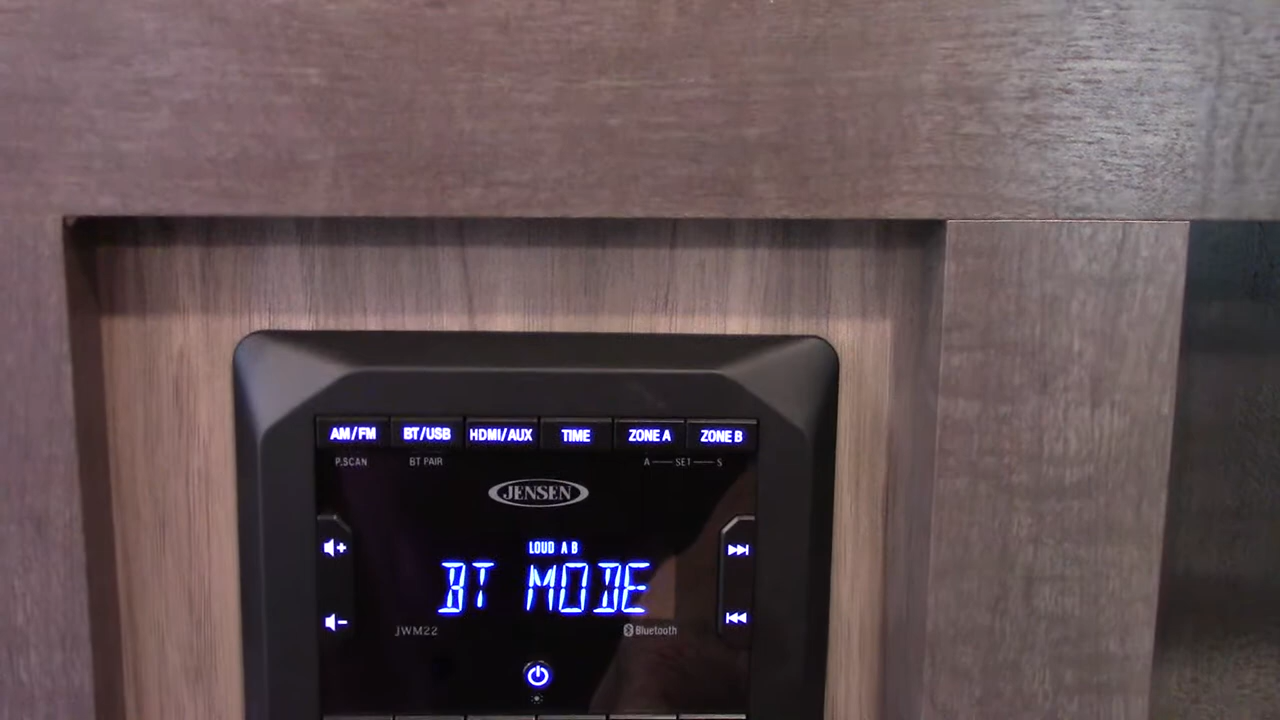 AM/FM BT/USB HDMI/AUX TIME ZONE A ZONE B
P.SCAN BT PAIR A SET S
JENSEN
LOUD A B
BT MODE
JWM22 Bluetooth